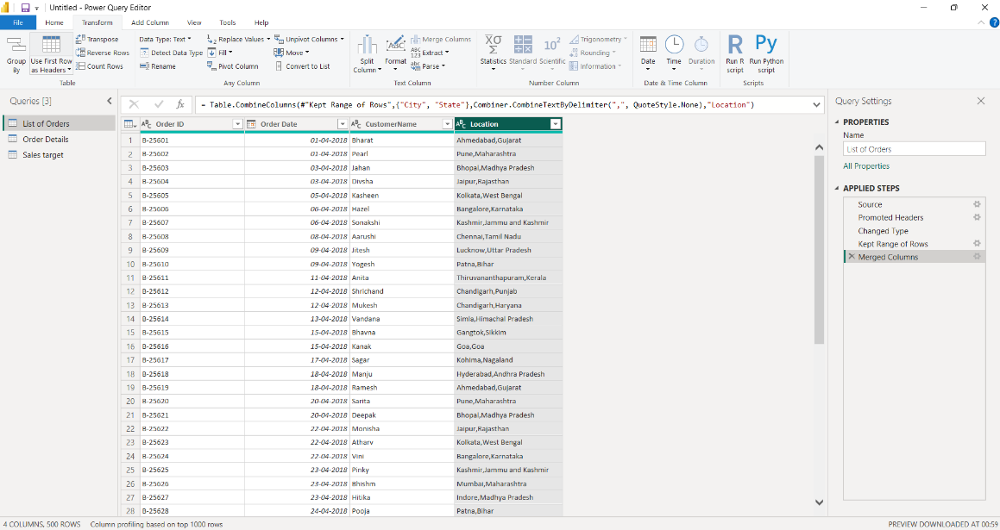 Untitled - Power Query Editor
File Home Transform Add Column View Tools Help
Group By
Use First Row as Headers
Transpose
Reverse Rows
Count Rows
Table
Data Type: Text
Detect Data Type
Rename
Replace Values
Fill
Pivot Column
Unpivot Columns
Move
Convert to List
Any Column
Split Column
Format
Merge Columns
Extract
Parse
Text Column
Statistics
Standard
Scientific
Trigonometry
Rounding
Information
Number Column
Date
Time
Duration
Date & Time Column
Run R script
Run Python script
Scripts
Queries [3]
List of Orders
Order Details
Sales target
= Table.CombineColumns(#"Kept Range of Rows",{"City", "State"},Combiner.CombineTextByDelimiter(",", QuoteStyle.None),"Location")
Order ID Order Date CustomerName Location
1 B-25601 01-04-2018 Bharat Ahmedabad,Gujarat
2 B-25602 01-04-2018 Pearl Pune,Maharashtra
3 B-25603 03-04-2018 Jahan Bhopal,Madhya Pradesh
4 B-25604 03-04-2018 Divsha Jaipur,Rajasthan
5 B-25605 05-04-2018 Kasheen Kolkata,West Bengal
6 B-25606 06-04-2018 Hazel Bangalore,Karnataka
7 B-25607 06-04-2018 Sonakshi Kashmir,Jammu and Kashmir
8 B-25608 08-04-2018 Aarushi Chennai,Tamil Nadu
9 B-25609 09-04-2018 Jitesh Lucknow,Uttar Pradesh
10 B-25610 09-04-2018 Yogesh Patna,Bihar
11 B-25611 11-04-2018 Anita Thiruvananthapuram,Kerala
12 B-25612 12-04-2018 Shrichand Chandigarh,Punjab
13 B-25613 12-04-2018 Mukesh Chandigarh,Haryana
14 B-25614 13-04-2018 Vandana Simla,Himachal Pradesh
15 B-25615 15-04-2018 Bhavna Gangtok,Sikkim
16 B-25616 15-04-2018 Kanak Goa,Goa
17 B-25617 17-04-2018 Sagar Kohima,Nagaland
18 B-25618 18-04-2018 Manju Hyderabad,Andhra Pradesh
19 B-25619 18-04-2018 Ramesh Ahmedabad,Gujarat
20 B-25620 20-04-2018 Sarita Pune,Maharashtra
21 B-25621 20-04-2018 Deepak Bhopal,Madhya Pradesh
22 B-25622 22-04-2018 Monisha Jaipur,Rajasthan
23 B-25623 22-04-2018 Atharv Kolkata,West Bengal
24 B-25624 22-04-2018 Vini Bangalore,Karnataka
25 B-25625 23-04-2018 Pinky Kashmir,Jammu and Kashmir
26 B-25626 23-04-2018 Bhishm Mumbai,Maharashtra
27 B-25627 23-04-2018 Hitika Indore,Madhya Pradesh
28 B-25628 24-04-2018 Pooja Patna,Bihar
Query Settings
PROPERTIES
Name
List of Orders
All Properties
APPLIED STEPS
Source
Promoted Headers
Changed Type
Kept Range of Rows
Merged Columns
4 COLUMNS, 500 ROWS Column profiling based on top 1000 rows
PREVIEW DOWNLOADED AT 00:59